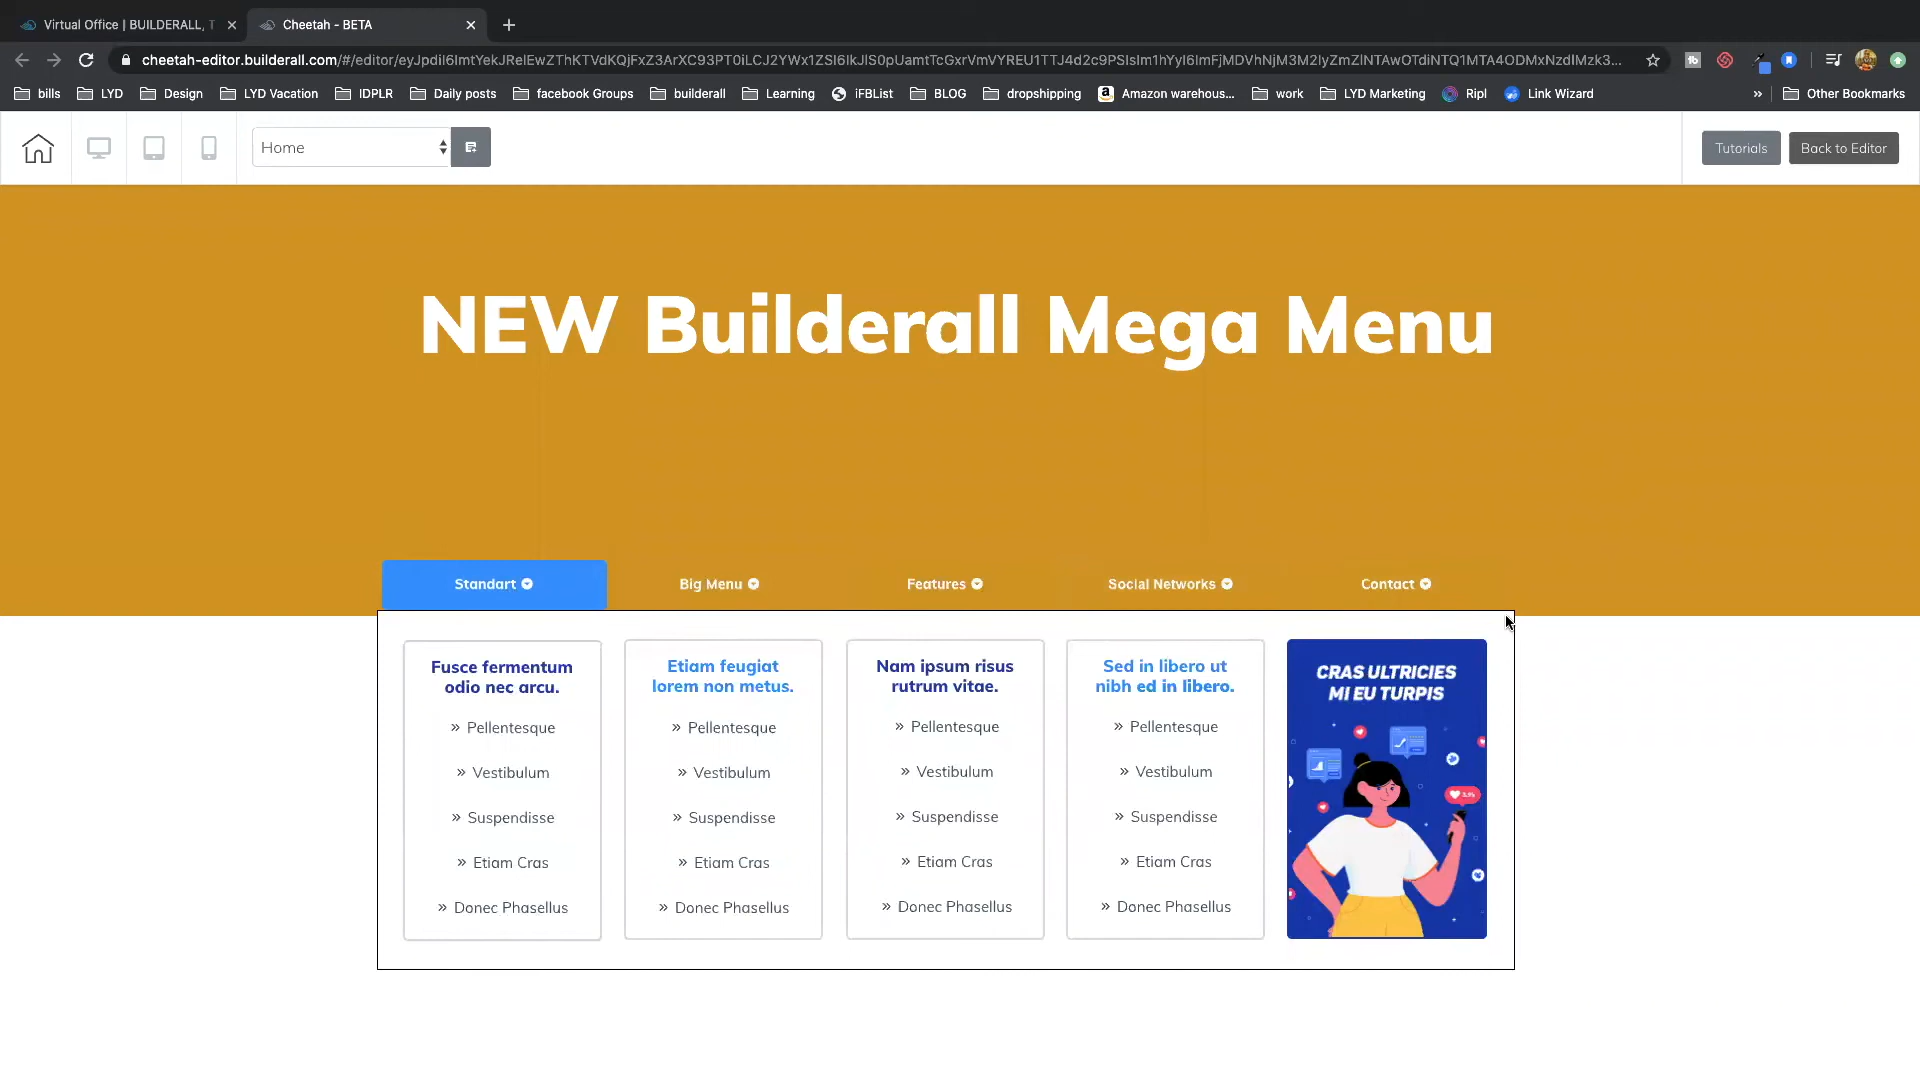 Virtual Office | BUILDERALL, T
Cheetah - BETA
cheetah-editor.builderall.com/#/editor/
bills
LYD
Design
LYD Vacation
IDPLR
Daily posts
facebook Groups
builderall
Learning
iFBList
BLOG
dropshipping
Amazon warehous...
work
LYD Marketing
Ripl
Link Wizard
»
Other Bookmarks
Home
Tutorials
Back to Editor
NEW Builderall Mega Menu
Standart
Big Menu
Features
Social Networks
Contact
Fusce fermentum
odio nec arcu.
» Pellentesque
» Vestibulum
» Suspendisse
» Etiam Cras
» Donec Phasellus
Etiam feugiat
lorem non metus.
» Pellentesque
» Vestibulum
» Suspendisse
» Etiam Cras
» Donec Phasellus
Nam ipsum risus
rutrum vitae.
» Pellentesque
» Vestibulum
» Suspendisse
» Etiam Cras
» Donec Phasellus
Sed in libero ut
nibh ed in libero.
» Pellentesque
» Vestibulum
» Suspendisse
» Etiam Cras
» Donec Phasellus
CRAS ULTRICIES
MI EU TURPIS